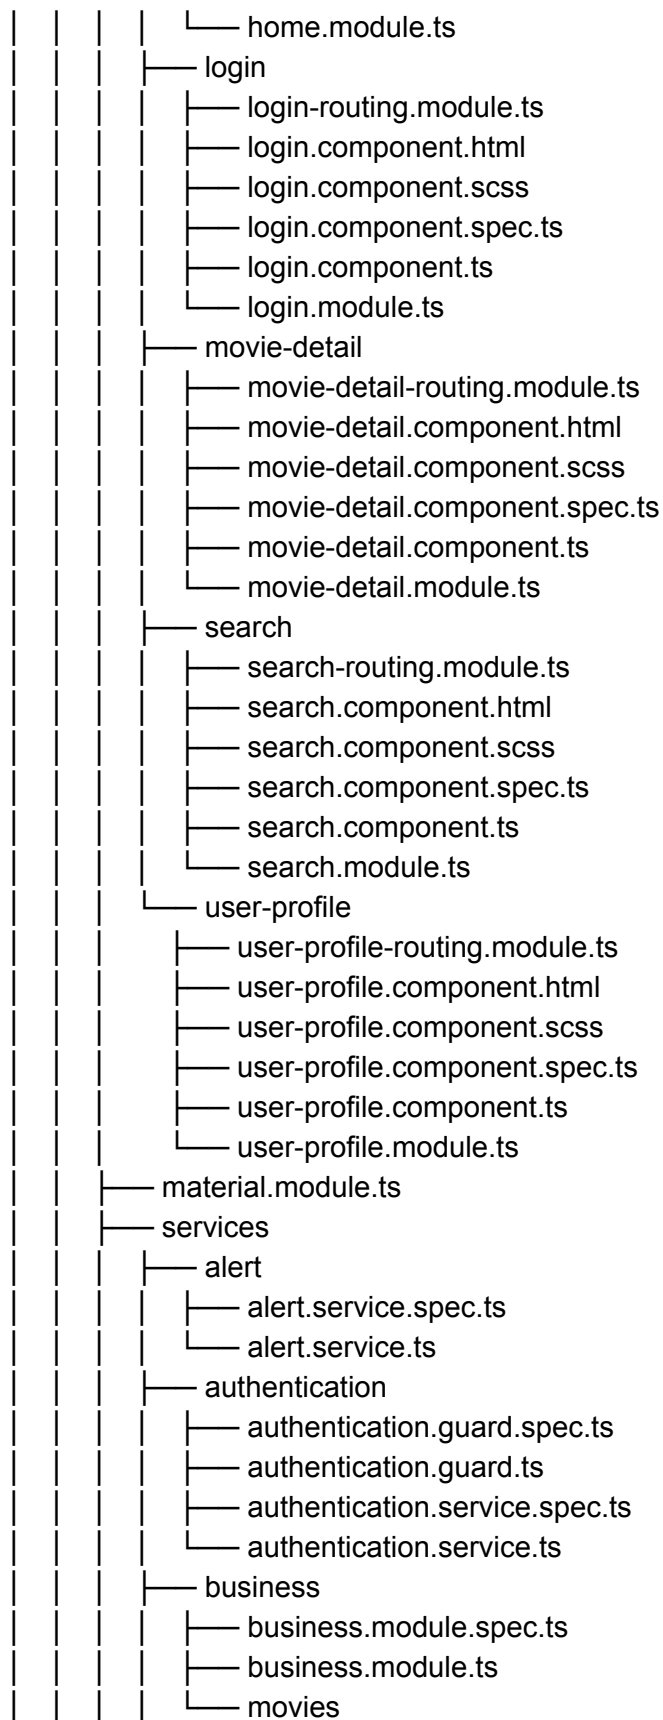 │ │ │ │ └── home.module.ts
│ │ │ ├── login
│ │ │ │ ├── login-routing.module.ts
│ │ │ │ ├── login.component.html
│ │ │ │ ├── login.component.scss
│ │ │ │ ├── login.component.spec.ts
│ │ │ │ ├── login.component.ts
│ │ │ │ └── login.module.ts
│ │ │ ├── movie-detail
│ │ │ │ ├── movie-detail-routing.module.ts
│ │ │ │ ├── movie-detail.component.html
│ │ │ │ ├── movie-detail.component.scss
│ │ │ │ ├── movie-detail.component.spec.ts
│ │ │ │ ├── movie-detail.component.ts
│ │ │ │ └── movie-detail.module.ts
│ │ │ ├── search
│ │ │ │ ├── search-routing.module.ts
│ │ │ │ ├── search.component.html
│ │ │ │ ├── search.component.scss
│ │ │ │ ├── search.component.spec.ts
│ │ │ │ ├── search.component.ts
│ │ │ │ └── search.module.ts
│ │ │ └── user-profile
│ │ │     ├── user-profile-routing.module.ts
│ │ │     ├── user-profile.component.html
│ │ │     ├── user-profile.component.scss
│ │ │     ├── user-profile.component.spec.ts
│ │ │     ├── user-profile.component.ts
│ │ │     └── user-profile.module.ts
│ │ ├── material.module.ts
│ │ ├── services
│ │ │ ├── alert
│ │ │ │ ├── alert.service.spec.ts
│ │ │ │ └── alert.service.ts
│ │ │ ├── authentication
│ │ │ │ ├── authentication.guard.spec.ts
│ │ │ │ ├── authentication.guard.ts
│ │ │ │ ├── authentication.service.spec.ts
│ │ │ │ └── authentication.service.ts
│ │ │ ├── business
│ │ │ │ ├── business.module.spec.ts
│ │ │ │ ├── business.module.ts
│ │ │ │ └── movies